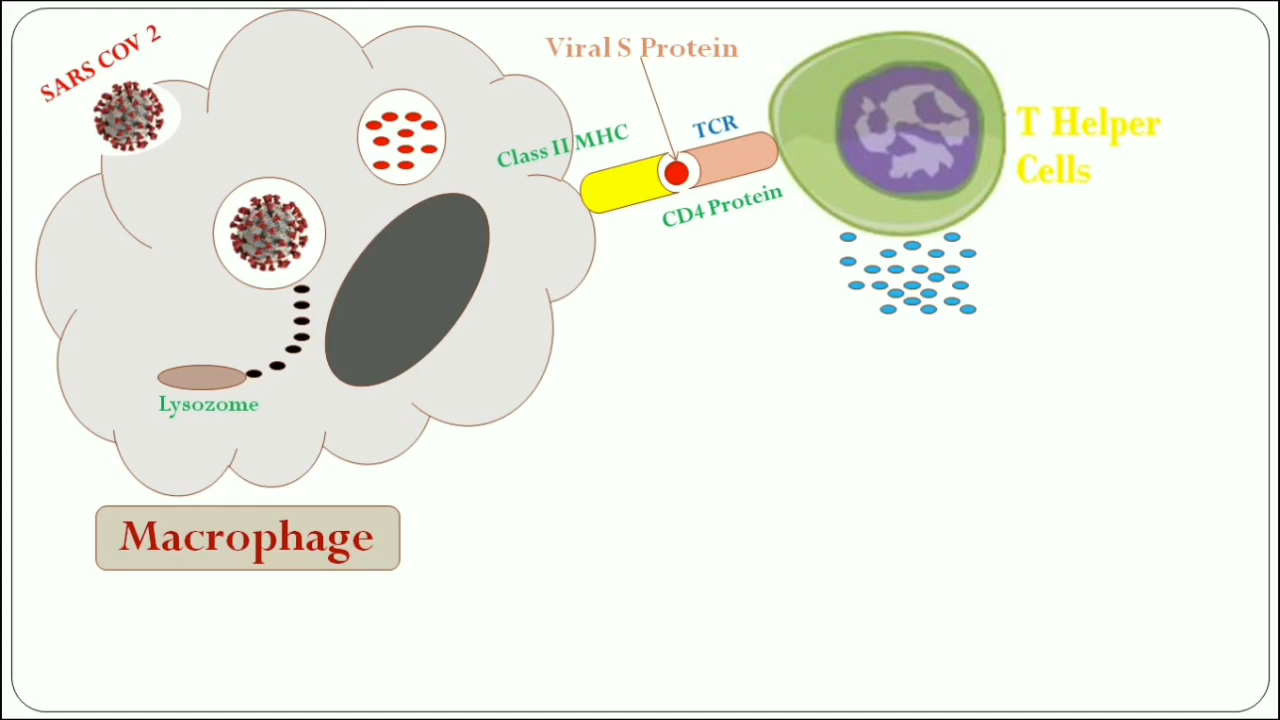 SARS COV 2
Viral S Protein
Class II MHC
TCR
CD4 Protein
T Helper
Cells
Lysozome
Macrophage